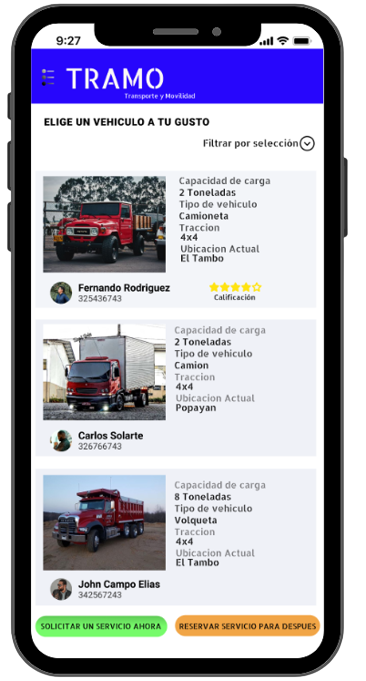 9:27
TRAMO
Transporte y Movilidad
ELIGE UN VEHICULO A TU GUSTO
Filtrar por selección
Capacidad de carga
2 Toneladas
Tipo de vehiculo
Camioneta
Traccion
4x4
Ubicacion Actual
El Tambo
Fernando Rodriguez
325436743
Calificación
Capacidad de carga
2 Toneladas
Tipo de vehiculo
Camion
Traccion
4x4
Ubicacion Actual
Popayan
Carlos Solarte
326766743
Capacidad de carga
8 Toneladas
Tipo de vehiculo
Volqueta
Traccion
4x4
Ubicacion Actual
El Tambo
John Campo Elias
342567243
SOLICITAR UN SERVICIO AHORA
RESERVAR SERVICIO PARA DESPUES